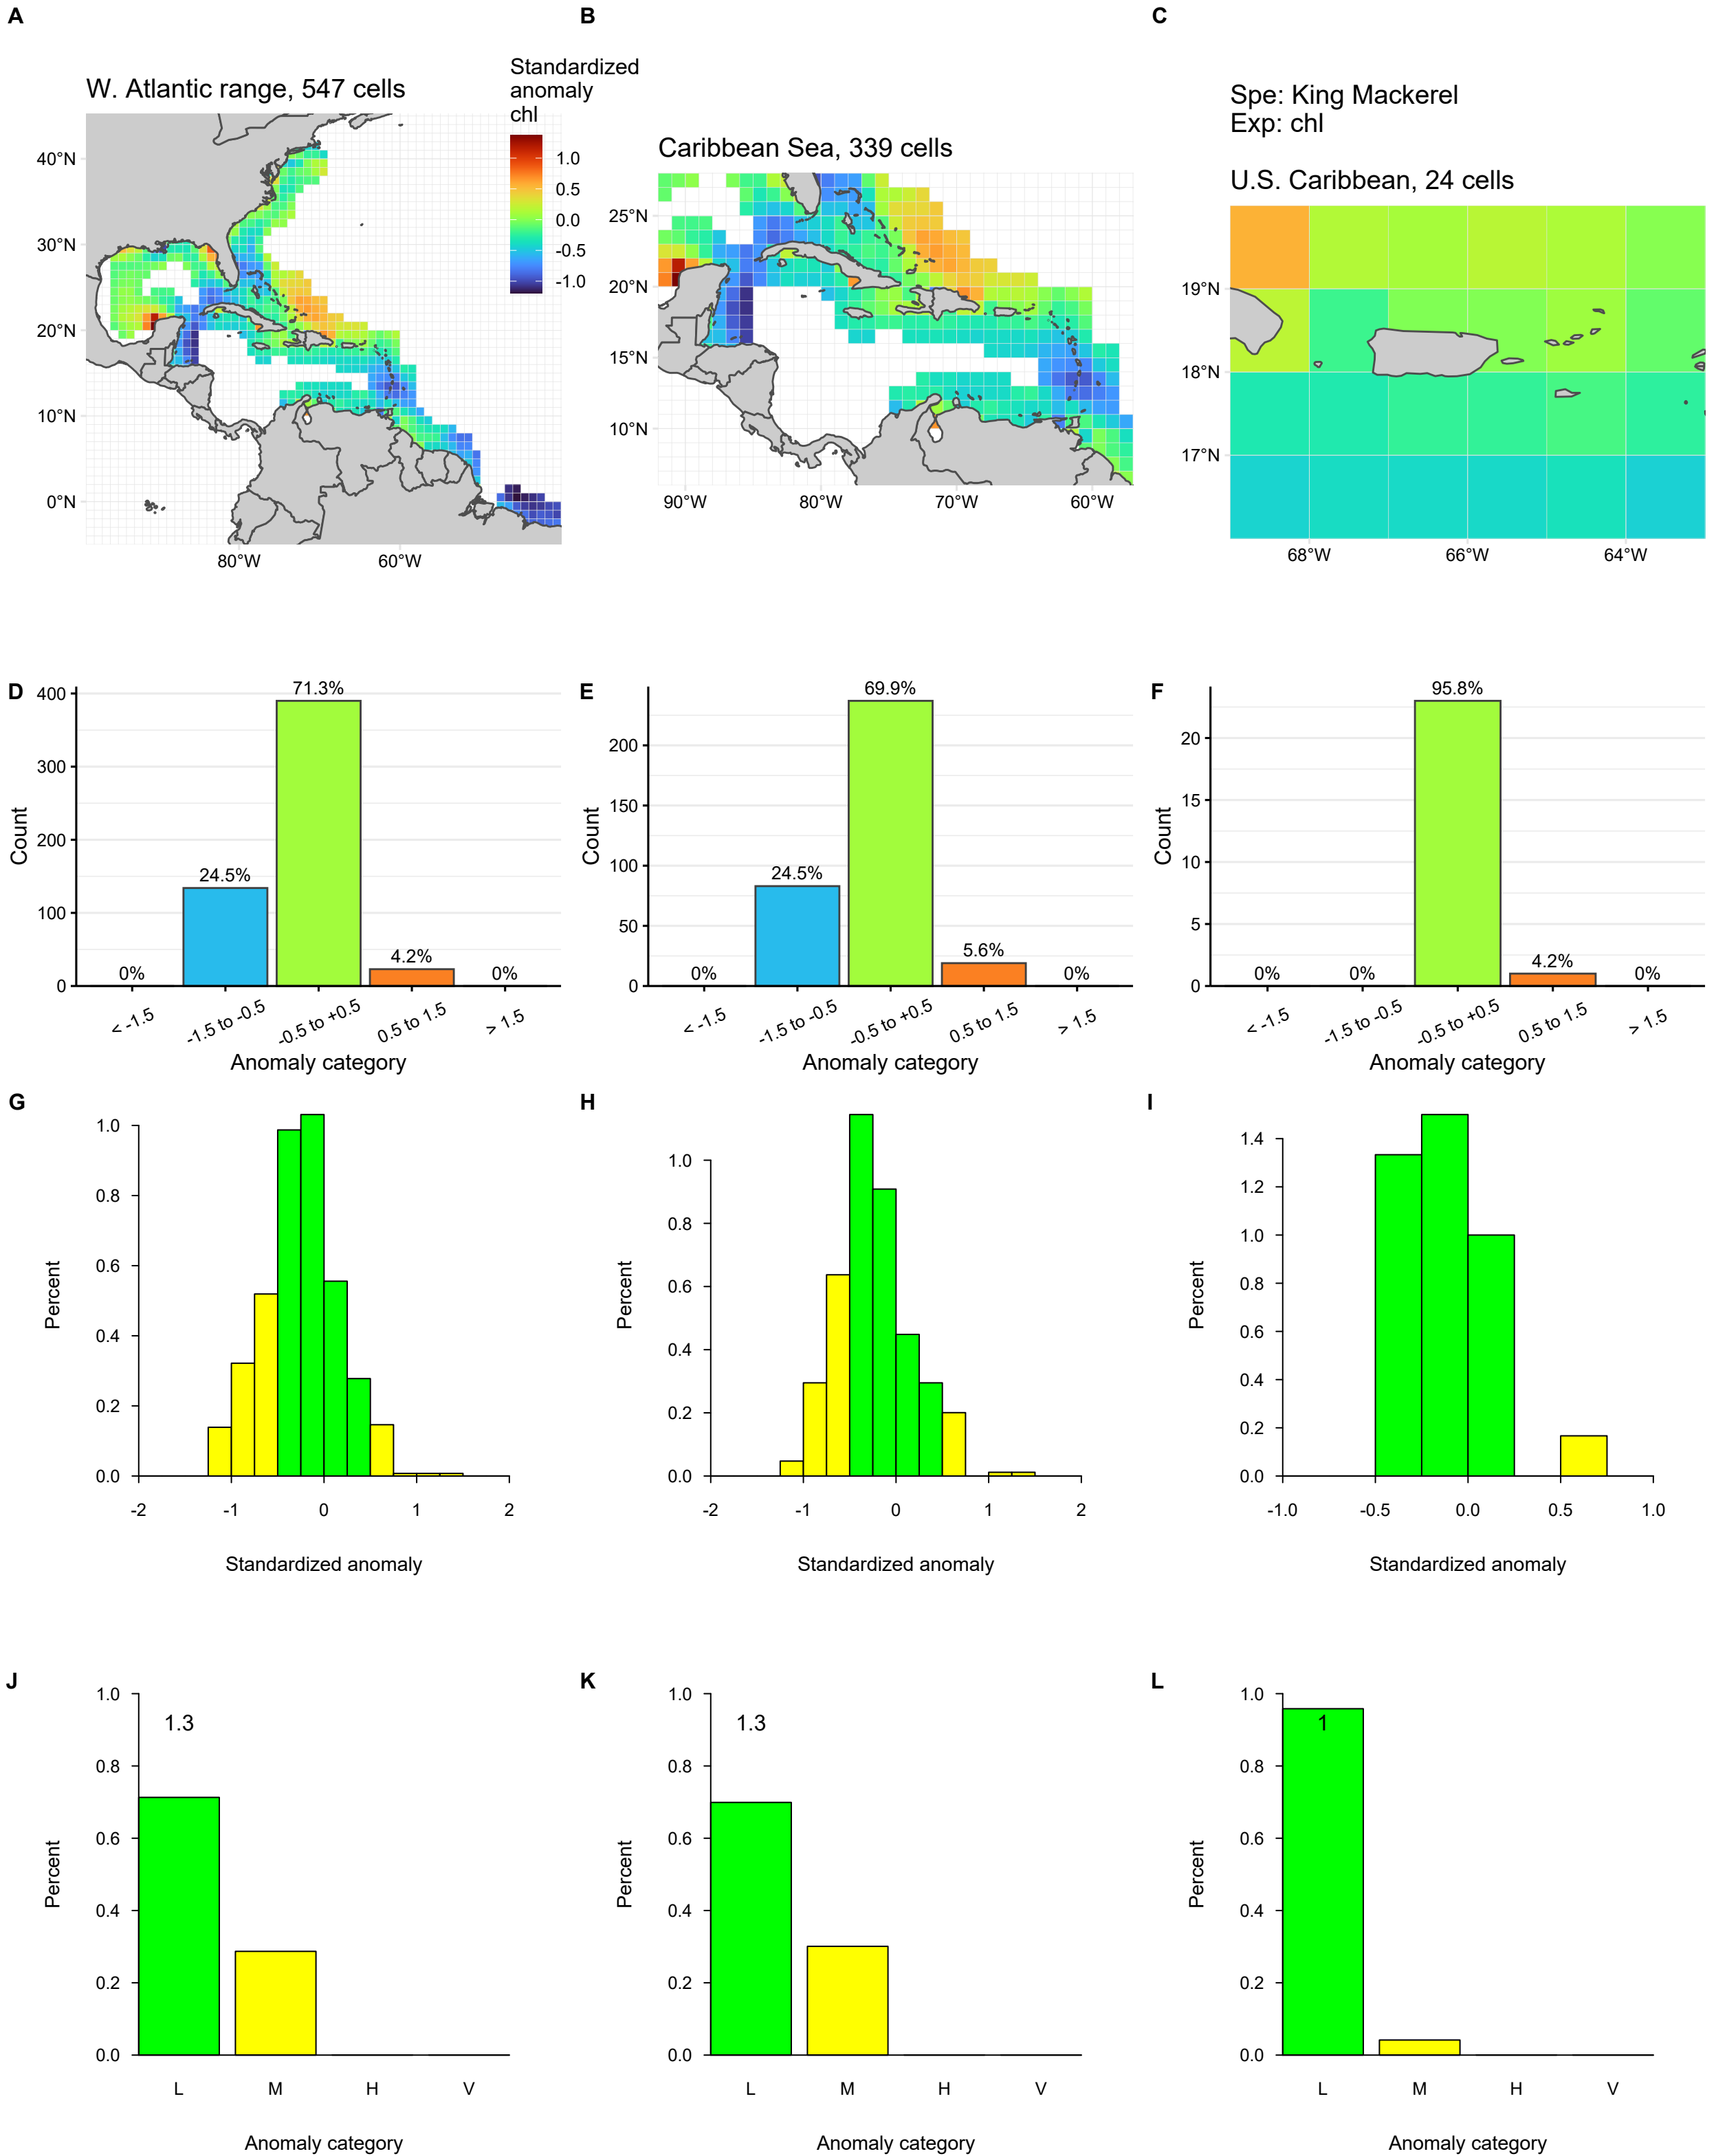 A
B
C
W. Atlantic range, 547 cells
Standardized
anomaly
chl
1.0
0.5
0.0
-0.5
-1.0
40°N
30°N
20°N
10°N
0°N
80°W
60°W
Caribbean Sea, 339 cells
25°N
20°N
15°N
10°N
90°W
80°W
70°W
60°W
Spe: King Mackerel
Exp: chl
U.S. Caribbean, 24 cells
19°N
18°N
17°N
68°W
66°W
64°W
D
Count
400
300
200
100
0
0%
24.5%
71.3%
4.2%
0%
< -1.5
-1.5 to -0.5
-0.5 to +0.5
0.5 to 1.5
> 1.5
Anomaly category
E
Count
200
150
100
50
0
0%
24.5%
69.9%
5.6%
0%
< -1.5
-1.5 to -0.5
-0.5 to +0.5
0.5 to 1.5
> 1.5
Anomaly category
F
Count
20
15
10
5
0
0%
0%
95.8%
4.2%
0%
< -1.5
-1.5 to -0.5
-0.5 to +0.5
0.5 to 1.5
> 1.5
Anomaly category
G
Percent
1.0
0.8
0.6
0.4
0.2
0.0
-2
-1
0
1
2
Standardized anomaly
H
Percent
1.0
0.8
0.6
0.4
0.2
0.0
-2
-1
0
1
2
Standardized anomaly
I
Percent
1.4
1.2
1.0
0.8
0.6
0.4
0.2
0.0
-1.0
-0.5
0.0
0.5
1.0
Standardized anomaly
J
Percent
1.0
0.8
0.6
0.4
0.2
0.0
1.3
L
M
H
V
Anomaly category
K
Percent
1.0
0.8
0.6
0.4
0.2
0.0
1.3
L
M
H
V
Anomaly category
L
Percent
1.0
0.8
0.6
0.4
0.2
0.0
1
L
M
H
V
Anomaly category